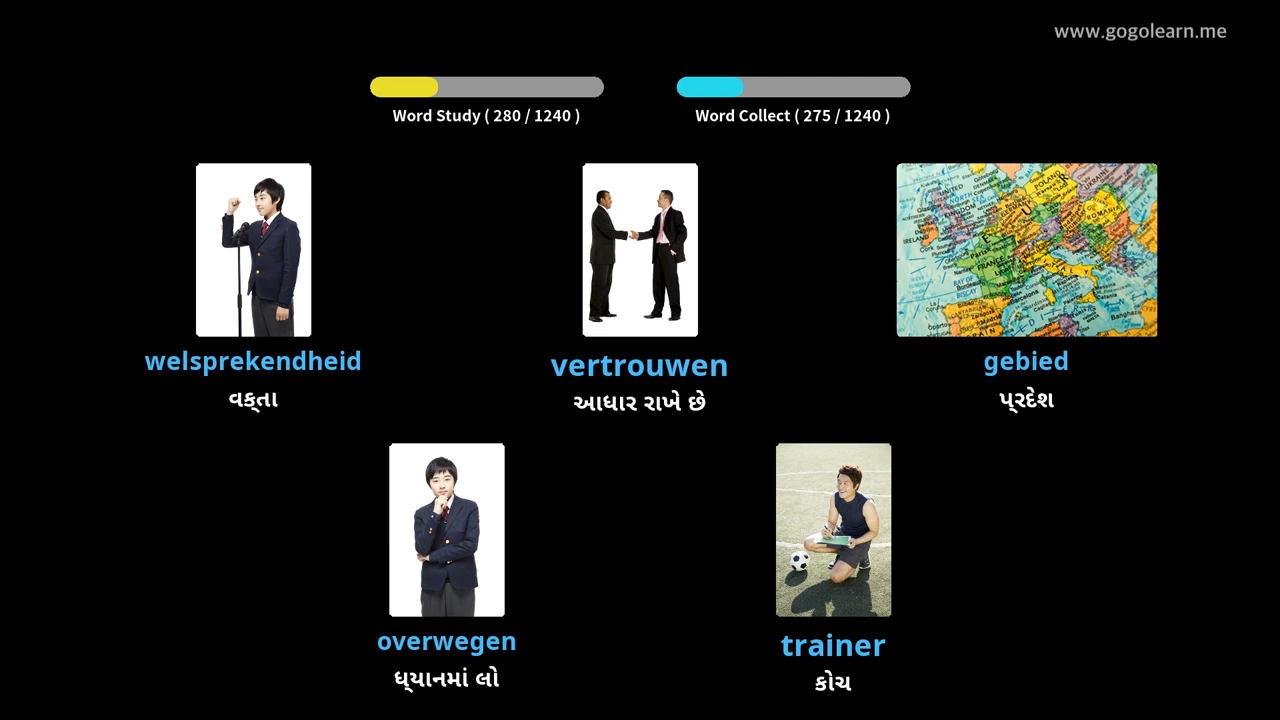 www.gogolearn.me
Word Study ( 280 / 1240 )
Word Collect ( 275 / 1240 )
welsprekendheid
વક્તા
vertrouwen
આધાર રાખે છે
gebied
પ્રદેશ
overwegen
ધ્યાનમાં લો
trainer
કોચ